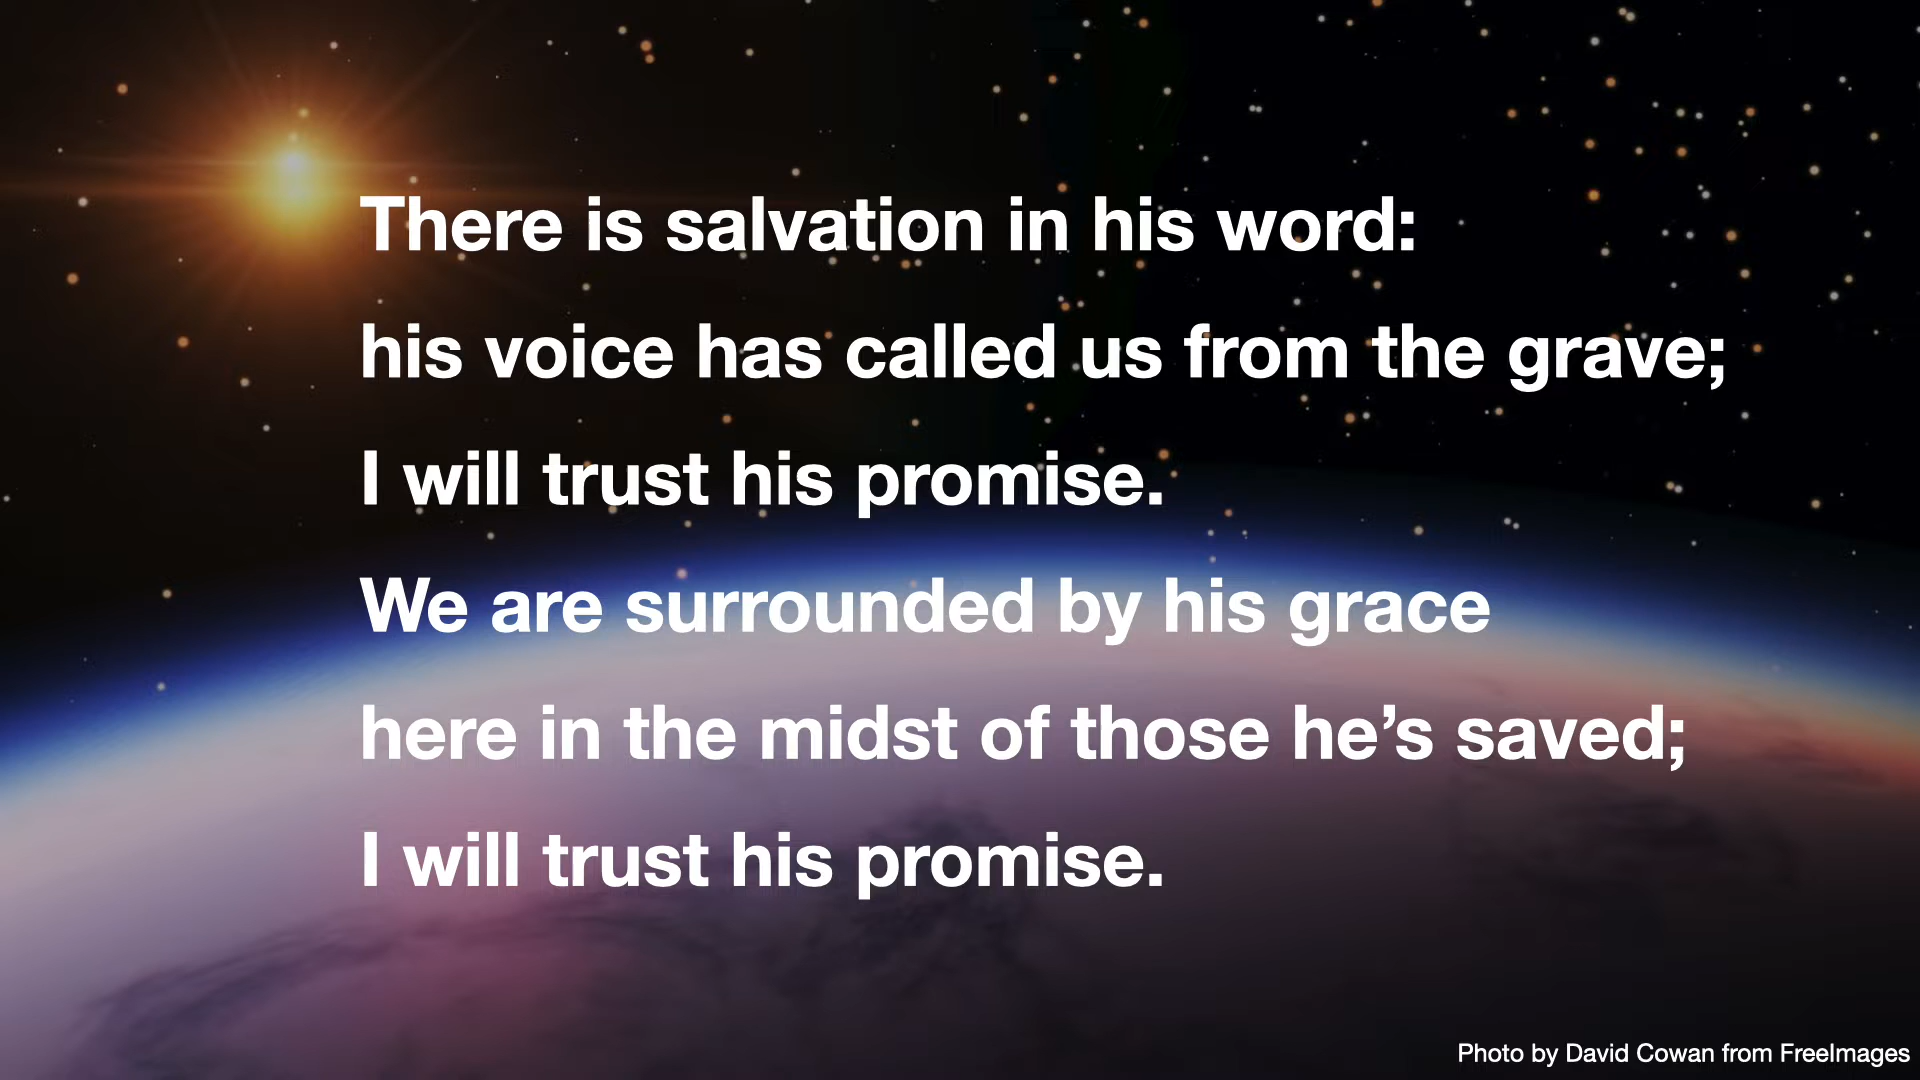 There is salvation in his word:
his voice has called us from the grave;
I will trust his promise.
We are surrounded by his grace
here in the midst of those he’s saved;
I will trust his promise.
Photo by David Cowan from FreeImages